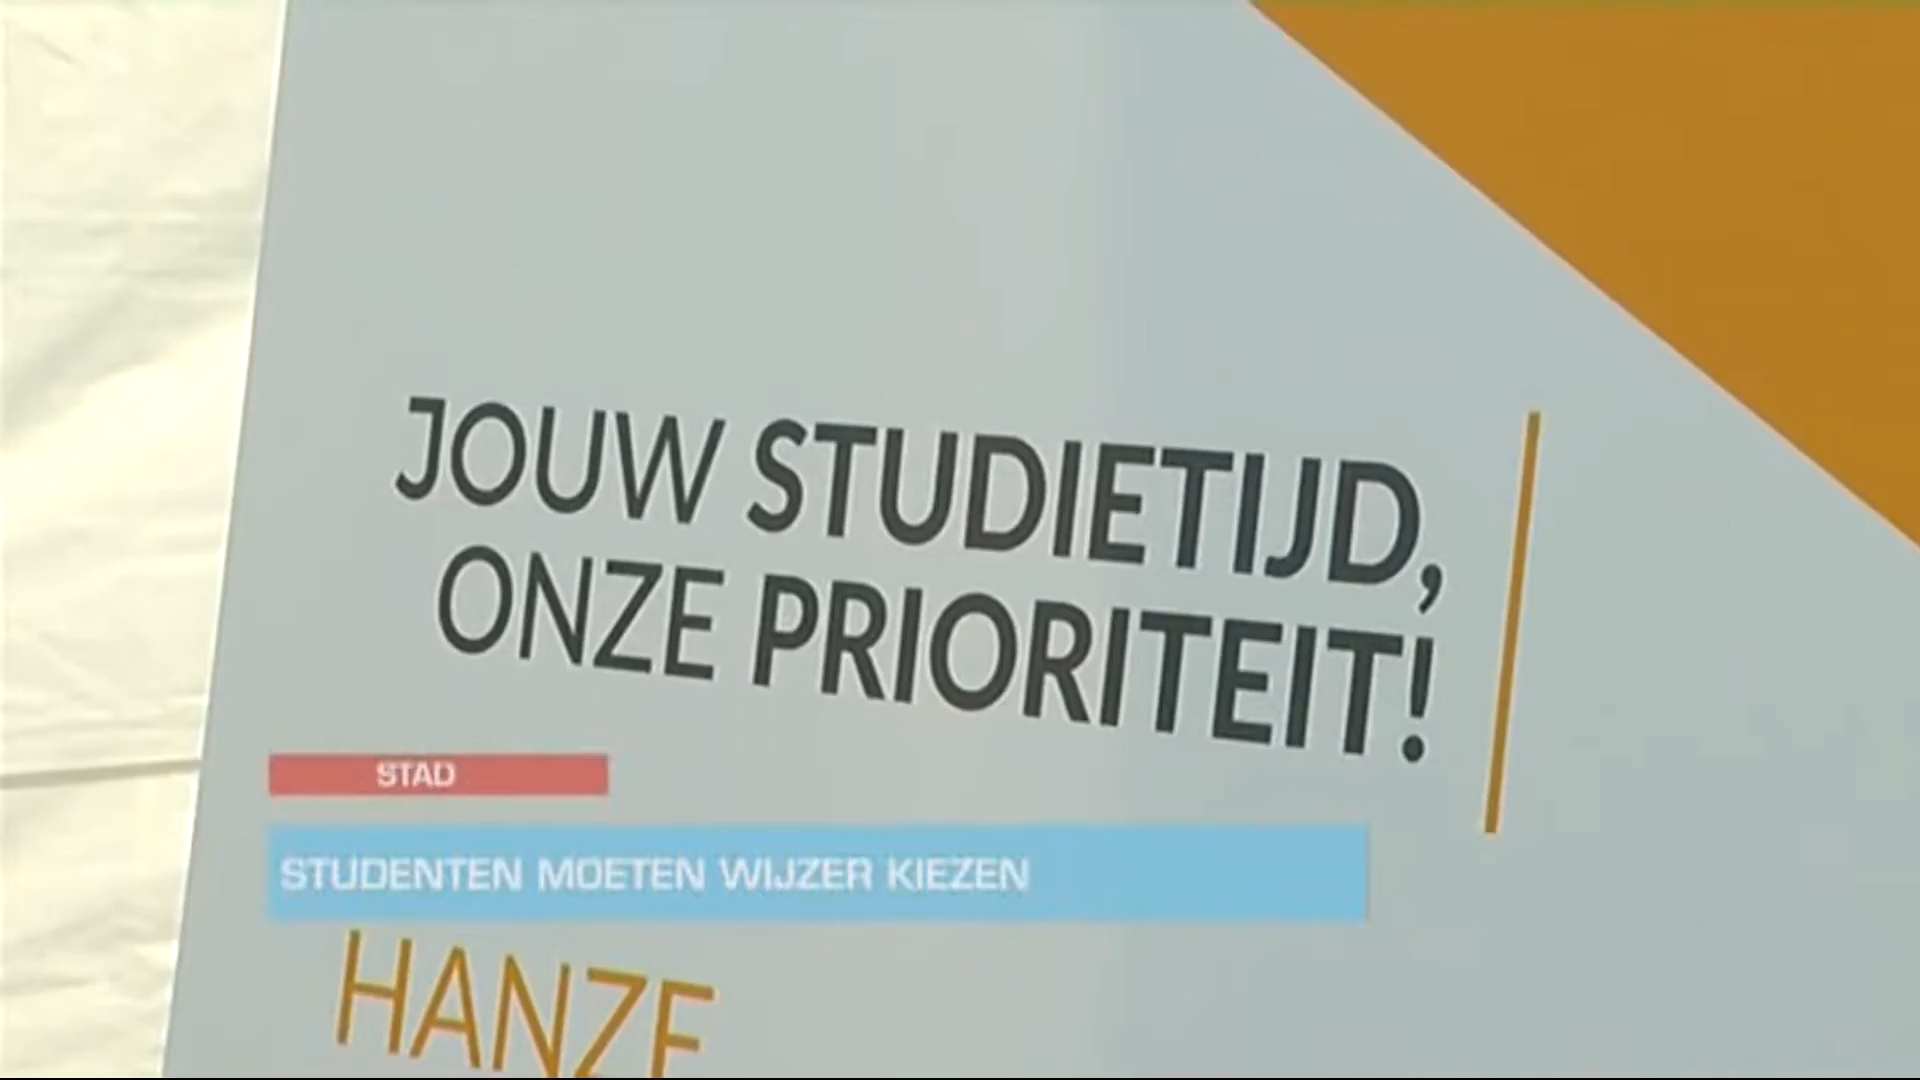 JOUW STUDIETIJD,
ONZE PRIORITEIT!
STAD
STUDENTEN MOETEN WIJZER KIEZEN
HANZE